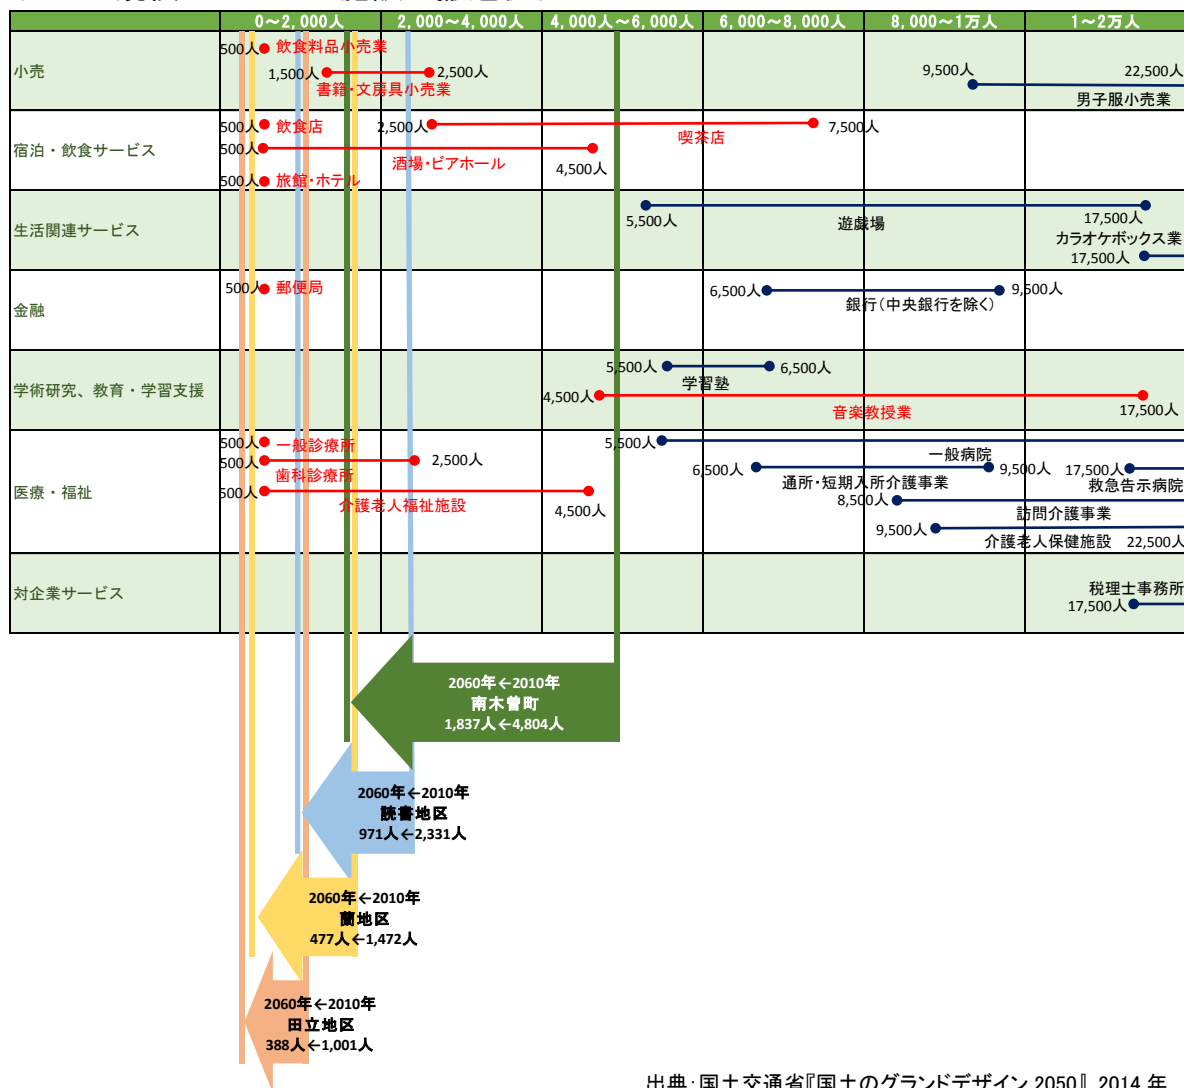 0～2,000人 2,000～4,000人 4,000人～6,000人 6,000～8,000人 8,000～1万人 1～2万人
小売
500人 飲食料品小売業
1,500人 2,500人
書籍・文房具小売業
9,500人 22,500人
男子服小売業
宿泊・飲食サービス
500人 飲食店
2,500人 7,500人
喫茶店
500人 4,500人
酒場・ビアホール
500人 旅館・ホテル
生活関連サービス
5,500人 遊戯場 17,500人
カラオケボックス業
17,500人
金融
500人 郵便局
6,500人 9,500人
銀行（中央銀行を除く）
学術研究、教育・学習支援
5,500人 6,500人
学習塾
4,500人 音楽教授業 17,500人
医療・福祉
500人 一般診療所
500人 2,500人
歯科診療所
500人 4,500人
介護老人福祉施設
5,500人 一般病院
6,500人 9,500人
通所・短期入所介護事業
17,500人
救急告示病院
8,500人
訪問介護事業
9,500人
介護老人保健施設 22,500人
対企業サービス
税理士事務所
17,500人
2060年←2010年
南木曽町
1,837人←4,804人
2060年←2010年
読書地区
971人←2,331人
2060年←2010年
蘭地区
477人←1,472人
2060年←2010年
田立地区
388人←1,001人
出典：国土交通省『国土のグランドデザイン 2050』 2014 年